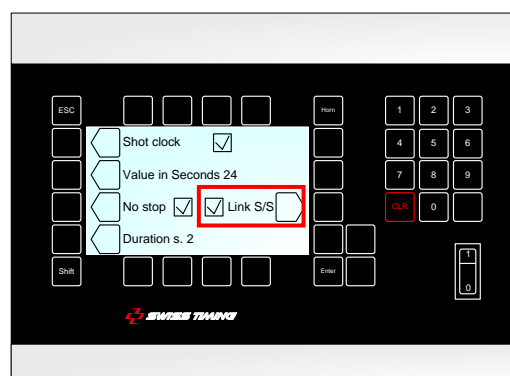 ESC
Horn
1 2 3
Shot clock
4 5 6
Value in Seconds 24
7 8 9
No stop Link S/S
CLR 0
Duration s. 2
Shift
Enter
1
0
SWISS TIMING